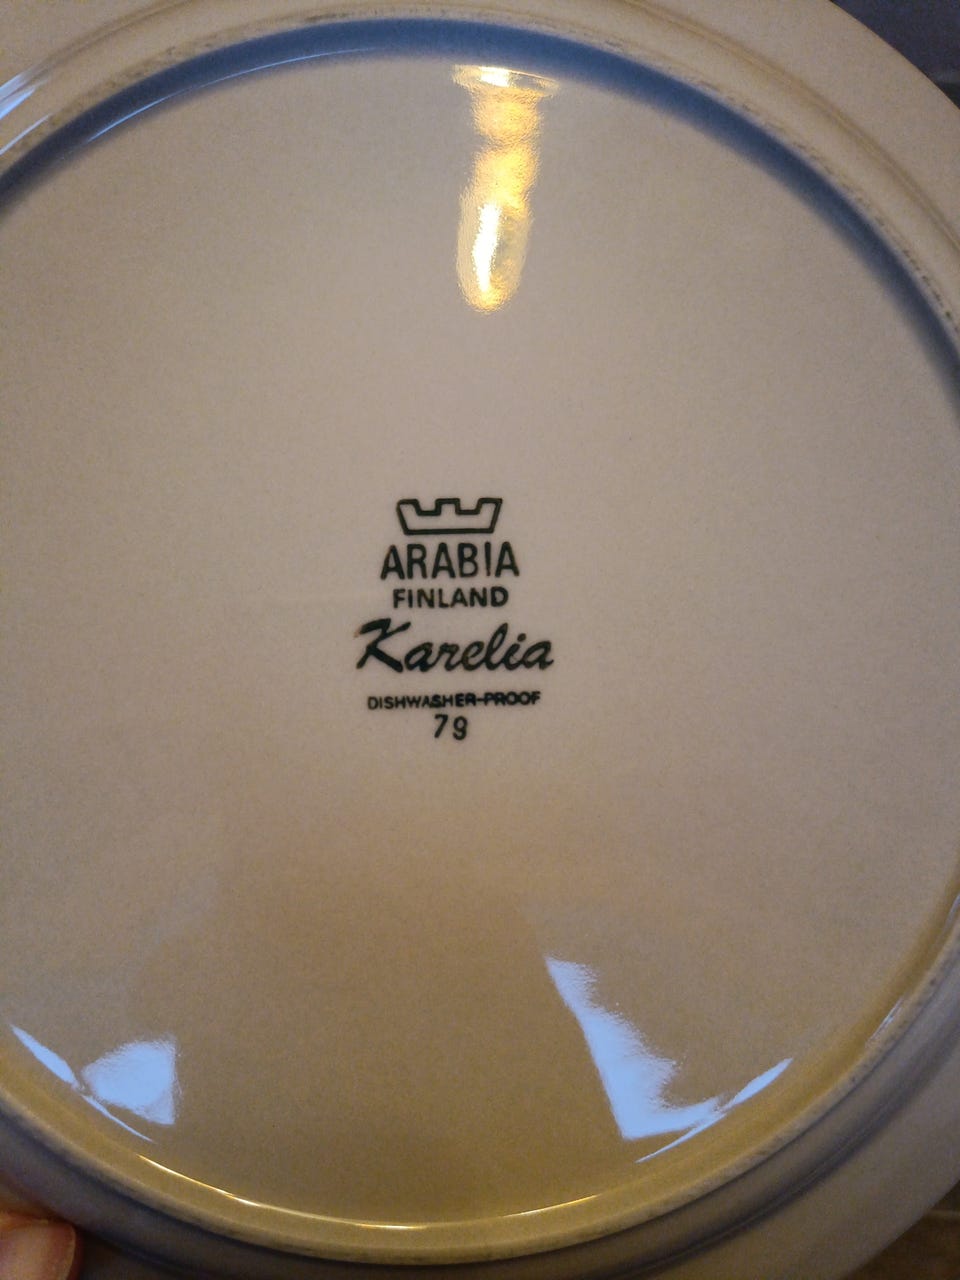 ARABIA
FINLAND
Karelia
DISHWASHER-PROOF
79